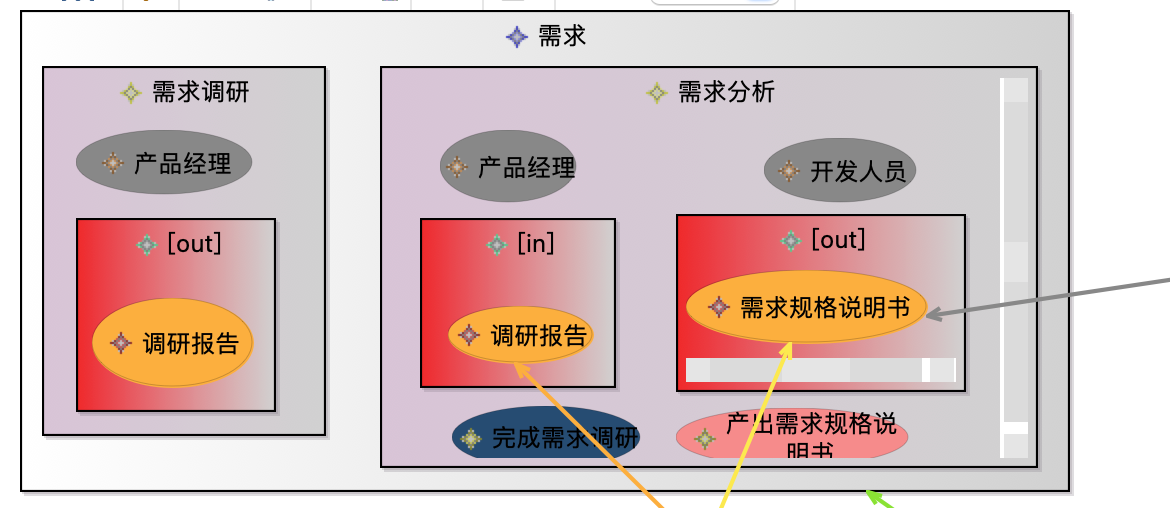 需求
需求调研
产品经理
[out]
调研报告
需求分析
产品经理
开发人员
[in]
调研报告
[out]
需求规格说明书
完成需求调研
产出需求规格说
明书